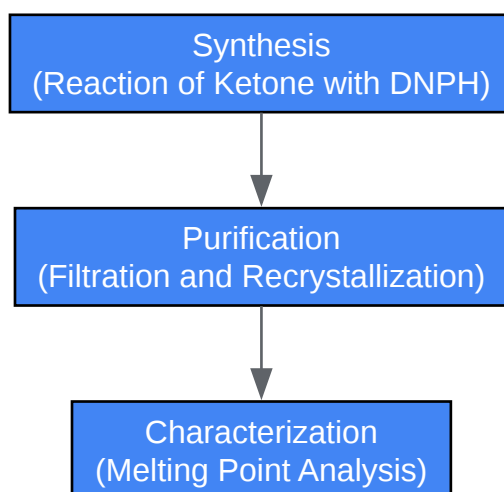 Synthesis
(Reaction of Ketone with DNPH)
Purification
(Filtration and Recrystallization)
Characterization
(Melting Point Analysis)